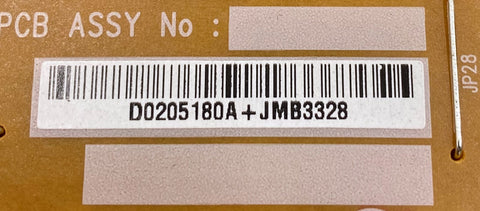 PCB ASSY No :
D0205180A+JMB3328
JP28